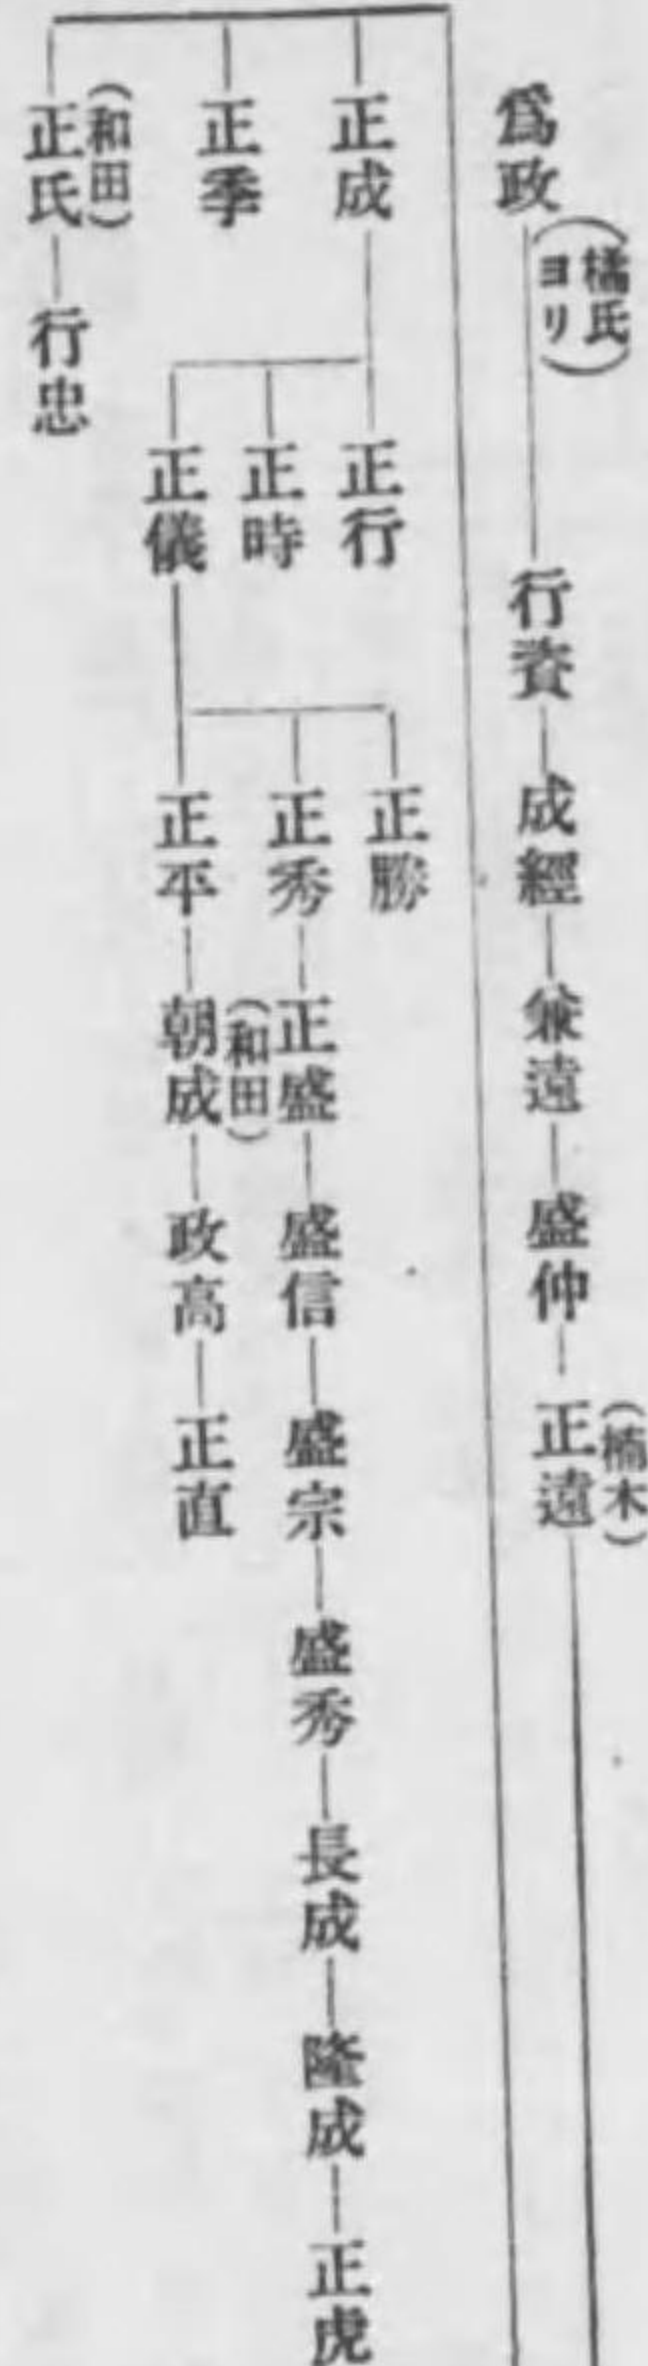 爲政
(橘氏
ヨリ)
行資
成經
兼遠
盛仲
(楠木)
正遠
正成
正行
正勝
正秀
正盛
盛信
盛宗
盛秀
長成
隆成
正虎
正時
正儀
正平
(和田)
朝成
政高
正直
正季
(和田)
正氏
行忠